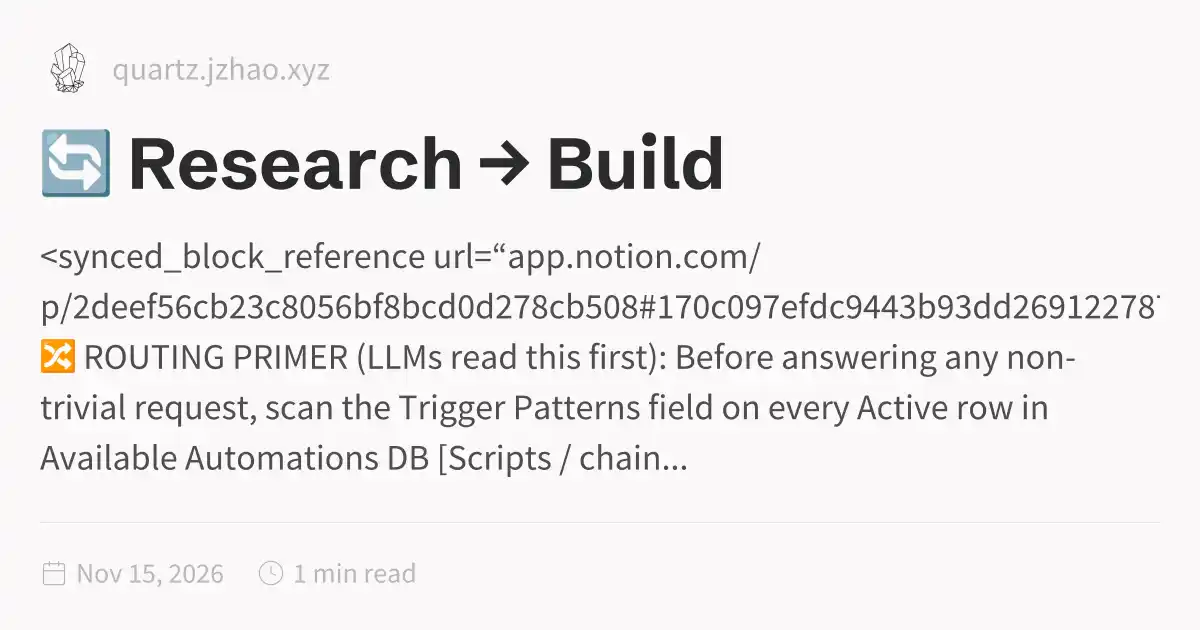 quartz.jzhao.xyz
🔄 Research → Build
<synced_block_reference url=“app.notion.com/
p/2deef56cb23c8056bf8bcd0d278cb508#170c097efdc9443b93dd26912278
🔀 ROUTING PRIMER (LLMs read this first): Before answering any non-
trivial request, scan the Trigger Patterns field on every Active row in
Available Automations DB [Scripts / chain...
Nov 15, 2026 1 min read